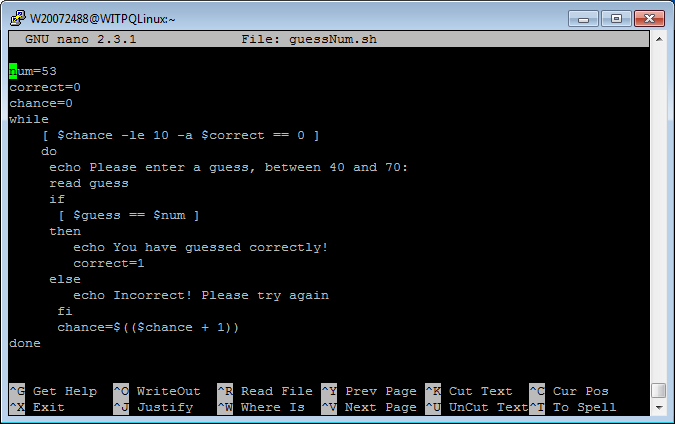 W20072488@WITPQLinux:~
GNU nano 2.3.1 File: guessNum.sh
num=53
correct=0
chance=0
while
[ $chance -le 10 -a $correct == 0 ]
do
echo Please enter a guess, between 40 and 70:
read guess
if
[ $guess == $num ]
then
echo You have guessed correctly!
correct=1
else
echo Incorrect! Please try again
fi
chance=$(($chance + 1))
done
^G Get Help ^O WriteOut ^R Read File ^Y Prev Page ^K Cut Text ^C Cur Pos
^X Exit ^J Justify ^W Where Is ^V Next Page ^U UnCut Text^T To Spell